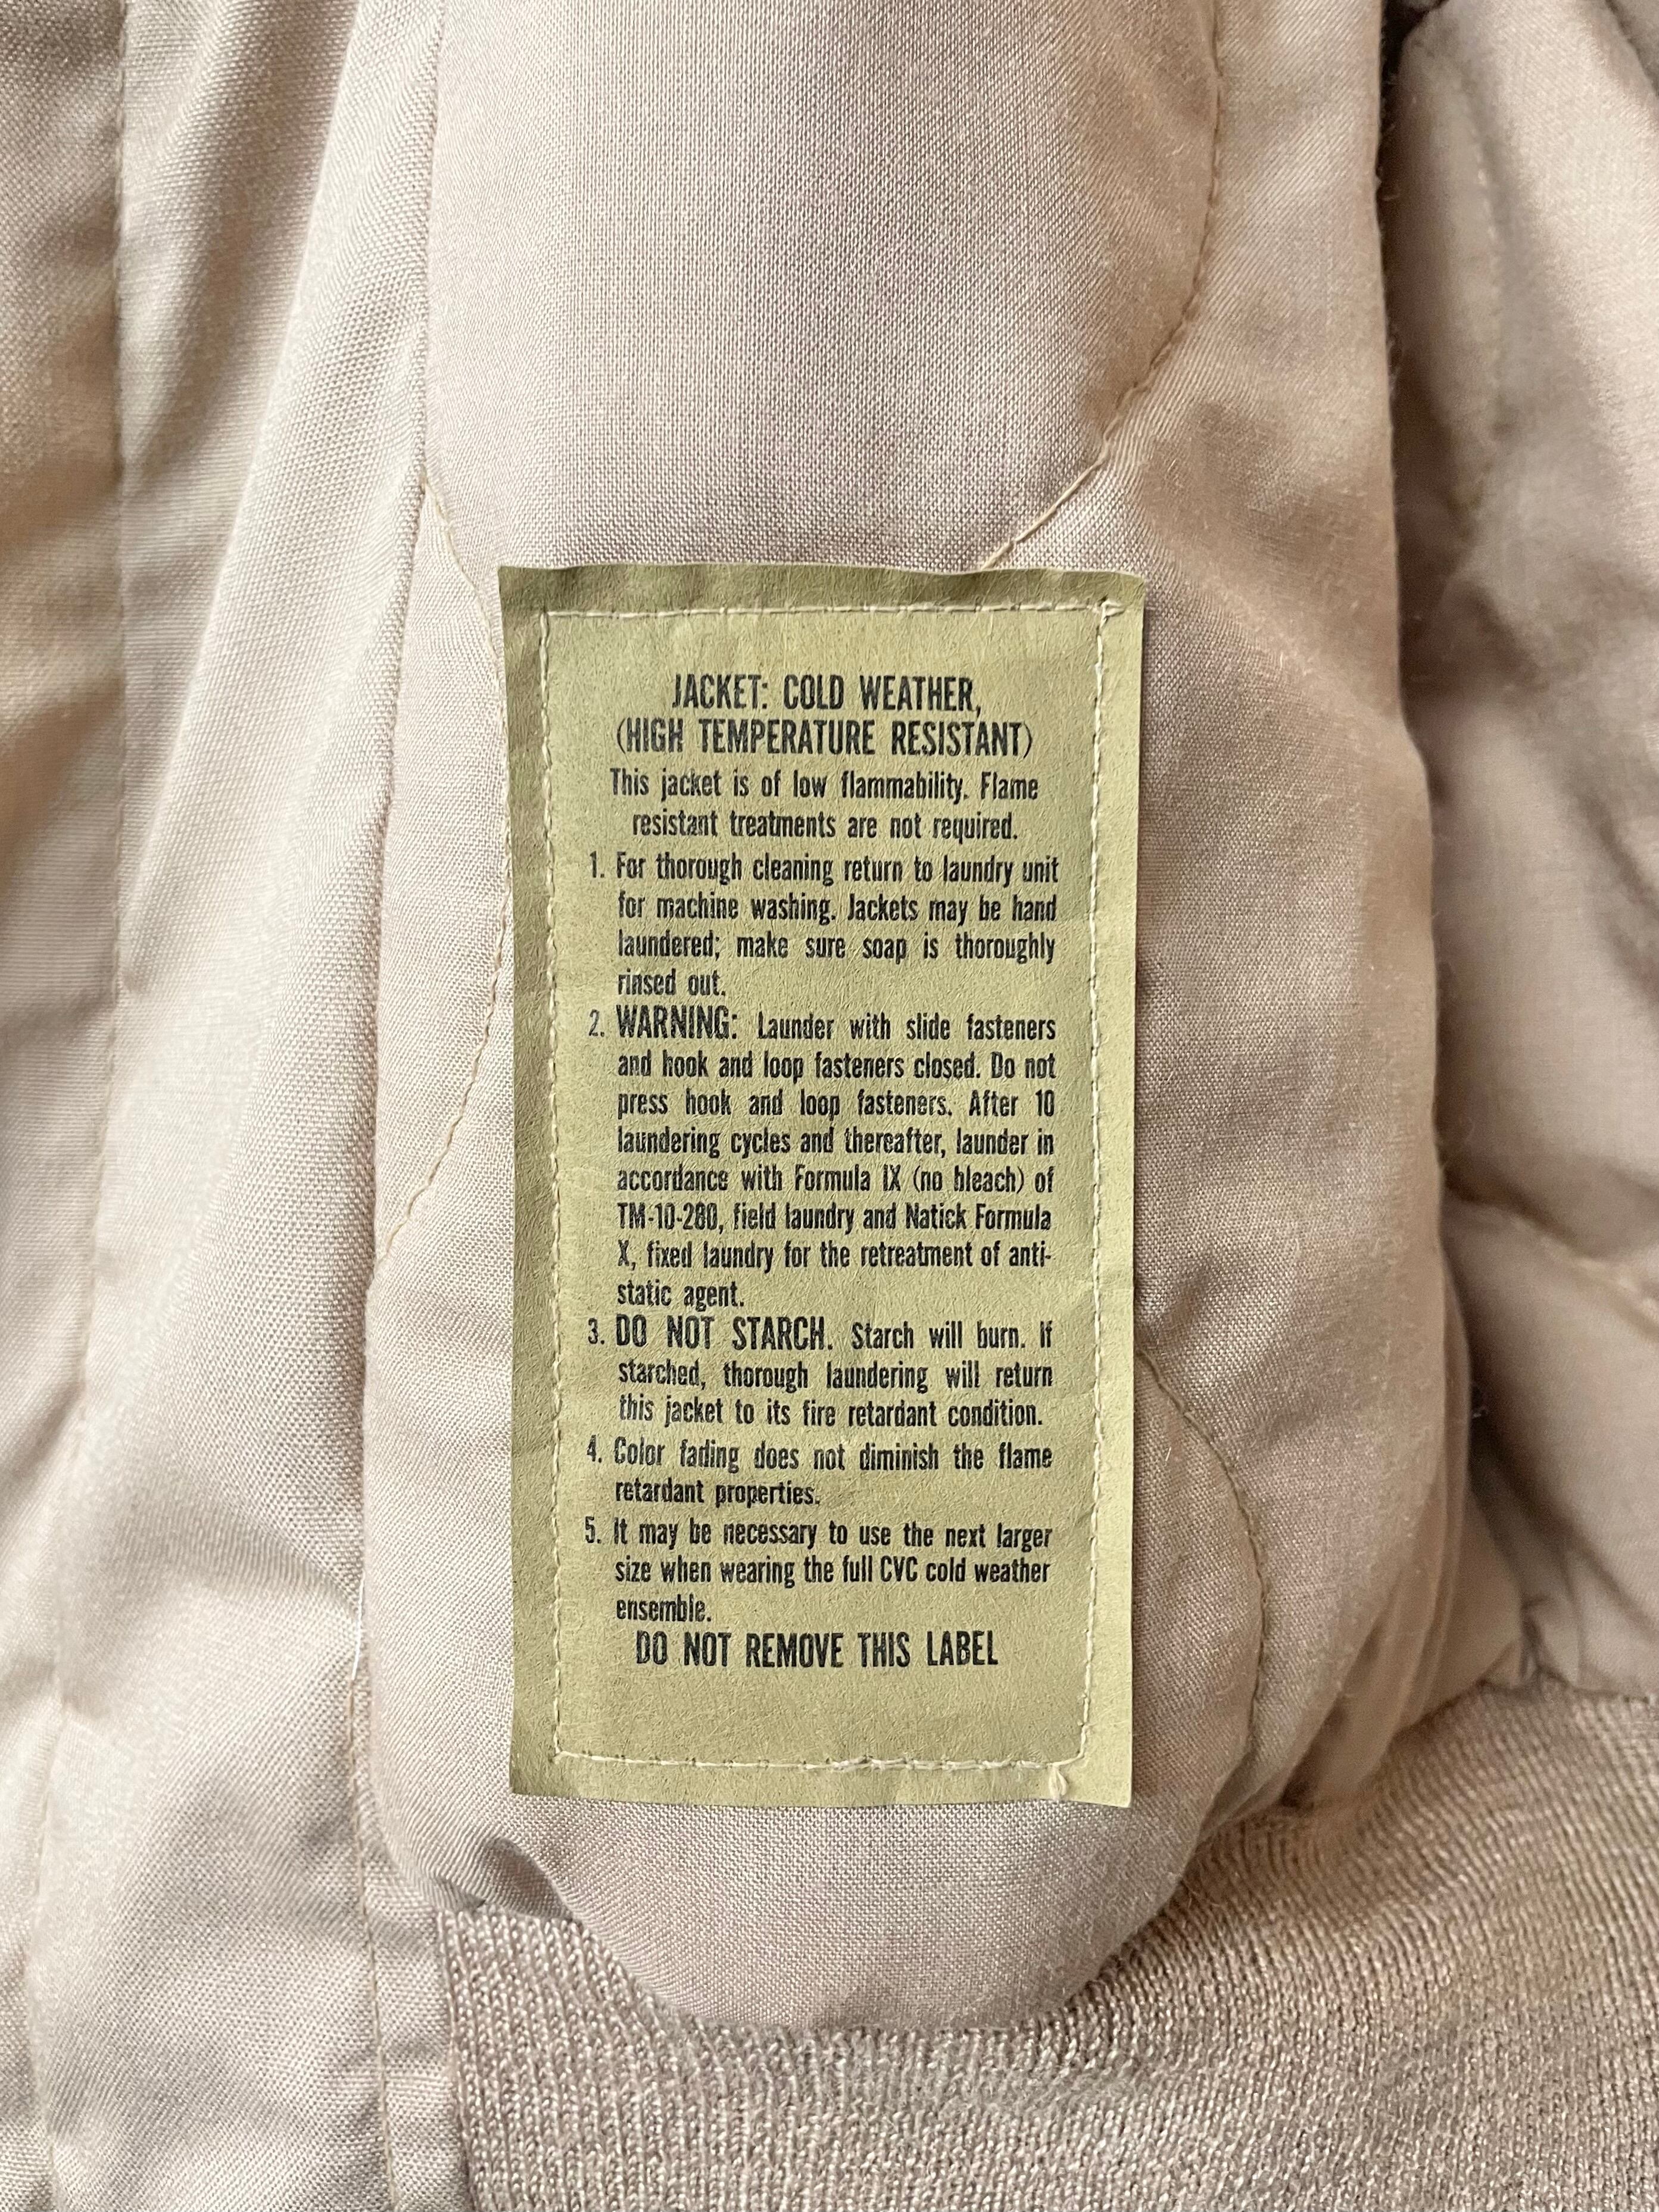 JACKET: COLD WEATHER,
(HIGH TEMPERATURE RESISTANT)
This jacket is of low flammability. Flame
resistant treatments are not required.
1. For thorough cleaning return to laundry unit
for machine washing. Jackets may be hand
laundered; make sure soap is thoroughly
rinsed out.
2. WARNING: Launder with slide fasteners
and hook and loop fasteners closed. Do not
press hook and loop fasteners. After 10
laundering cycles and thereafter, launder in
accordance with Formula IX (no bleach) of
TM-10-280, field laundry and Natick Formula
X, fixed laundry for the retreatment of anti-
static agent.
3. DO NOT STARCH. Starch will burn. If
starched, thorough laundering will return
this jacket to its fire retardant condition.
4. Color fading does not diminish the flame
retardant properties.
5. It may be necessary to use the next larger
size when wearing the full CVC cold weather
ensemble.
DO NOT REMOVE THIS LABEL